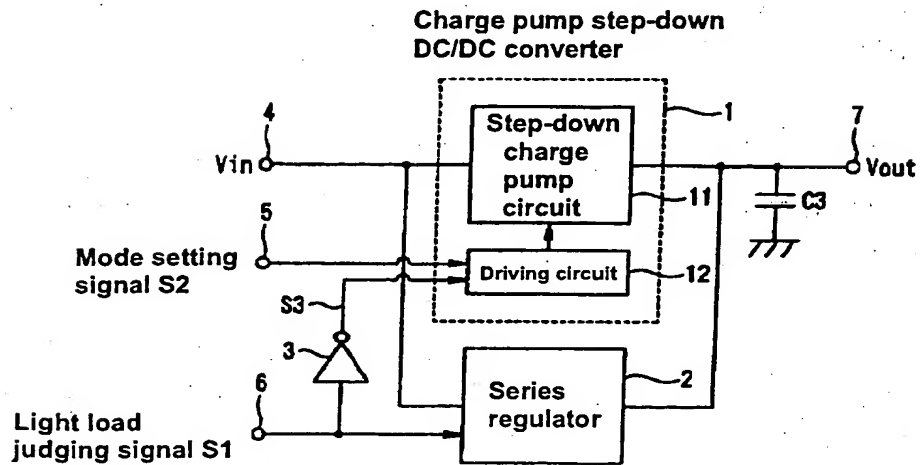 Charge pump step-down
DC/DC converter
4
1
7
Vin
Step-down
charge
pump
circuit
11
Vout
C3
5
Mode setting
signal S2
Driving circuit
12
S3
3
6
2
Series
regulator
Light load
judging signal S1